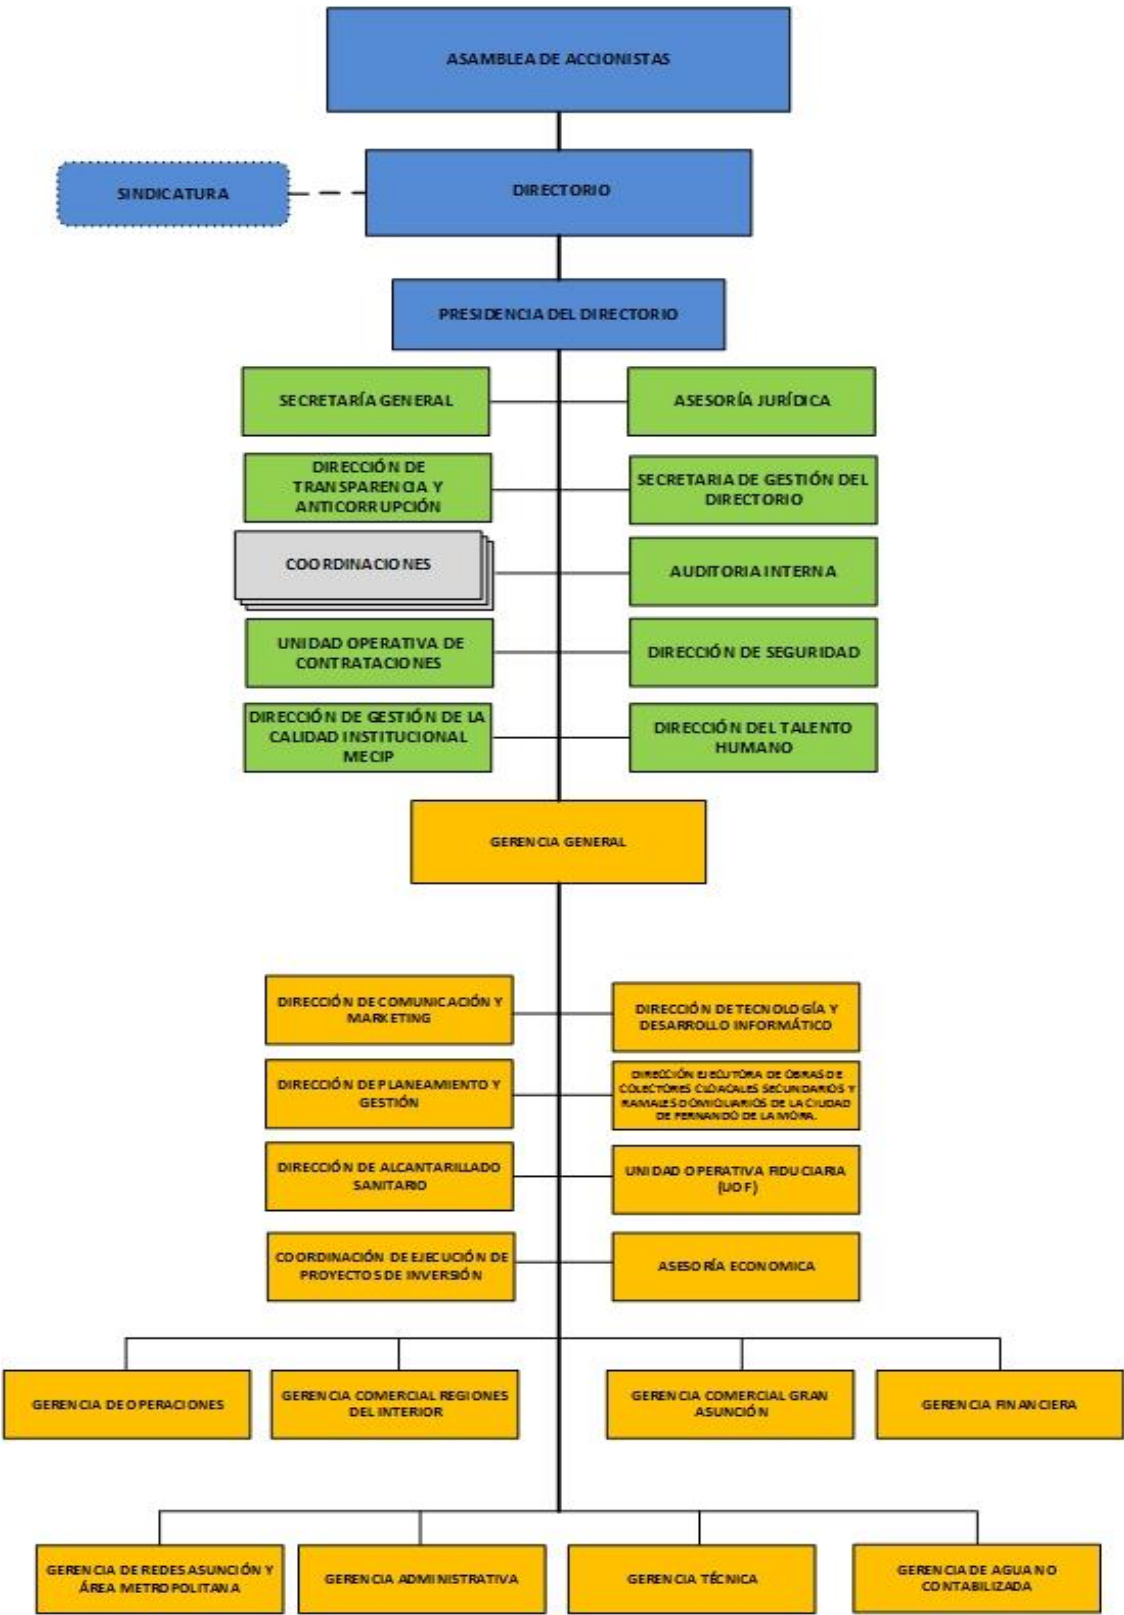 ASAMBLEA DE ACCIONISTAS
SINDICATURA
DIRECTORIO
PRESIDENCIA DEL DIRECTORIO
SECRETARÍA GENERAL
ASESORÍA JURÍDICA
DIRECCIÓN DE
TRANSPARENCIA Y
ANTICORRUPCIÓN
SECRETARIA DE GESTIÓN DEL
DIRECTORIO
COORDINACIONES
AUDITORIA INTERNA
UNIDAD OPERATIVA DE
CONTRATACIONES
DIRECCIÓN DE SEGURIDAD
DIRECCIÓN DE GESTIÓN DE LA
CALIDAD INSTITUCIONAL
MECIP
DIRECCIÓN DEL TALENTO
HUMANO
GERENCIA GENERAL
DIRECCIÓN DE COMUNICACIÓN Y
MARKETING
DIRECCIÓN DE TECNOLOGÍA Y
DESARROLLO INFORMÁTICO
DIRECCIÓN DE PLANEAMIENTO Y
GESTIÓN
DIRECCIÓN EJECUTORA DE OBRAS DE
COLECTORES CLOACALES SECUNDARIOS Y
RAMALES DOMICILIARIOS DE LA CIUDAD
DE FERNANDO DE LA MORA.
DIRECCIÓN DE ALCANTARILLADO
SANITARIO
UNIDAD OPERATIVA FIDUCIARIA
(UOF)
COORDINACIÓN DE EJECUCIÓN DE
PROYECTOS DE INVERSIÓN
ASESORÍA ECONOMICA
GERENCIA DE OPERACIONES
GERENCIA COMERCIAL REGIONES
DEL INTERIOR
GERENCIA COMERCIAL GRAN
ASUNCIÓN
GERENCIA FINANCIERA
GERENCIA DE REDES ASUNCIÓN Y
ÁREA METROPOLITANA
GERENCIA ADMINISTRATIVA
GERENCIA TÉCNICA
GERENCIA DE AGUA NO
CONTABILIZADA